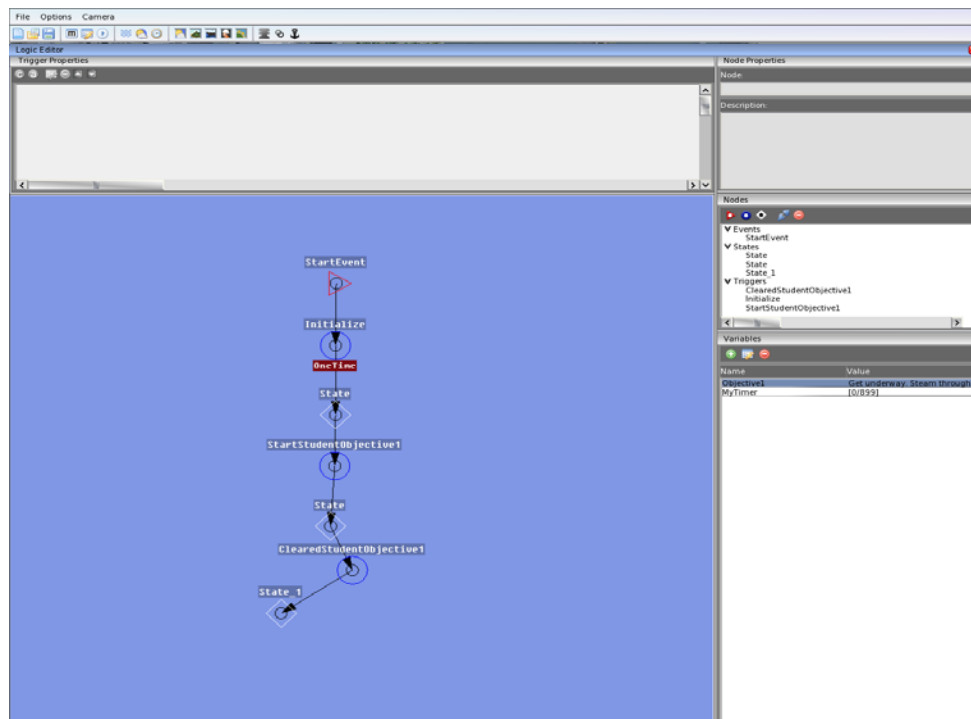 File Options Camera
Logic Editor
Trigger Properties
Node Properties
Node:
Description:
Nodes
Events
StartEvent
States
State
State
State_1
Triggers
ClearedStudentObjective1
Initialize
StartStudentObjective1
Variables
Name Value
Objective1 Get underway. Steam through
MyTimer [0/899]
StartEvent
Initialize
OneTime
State
StartStudentObjective1
State
ClearedStudentObjective1
State_1